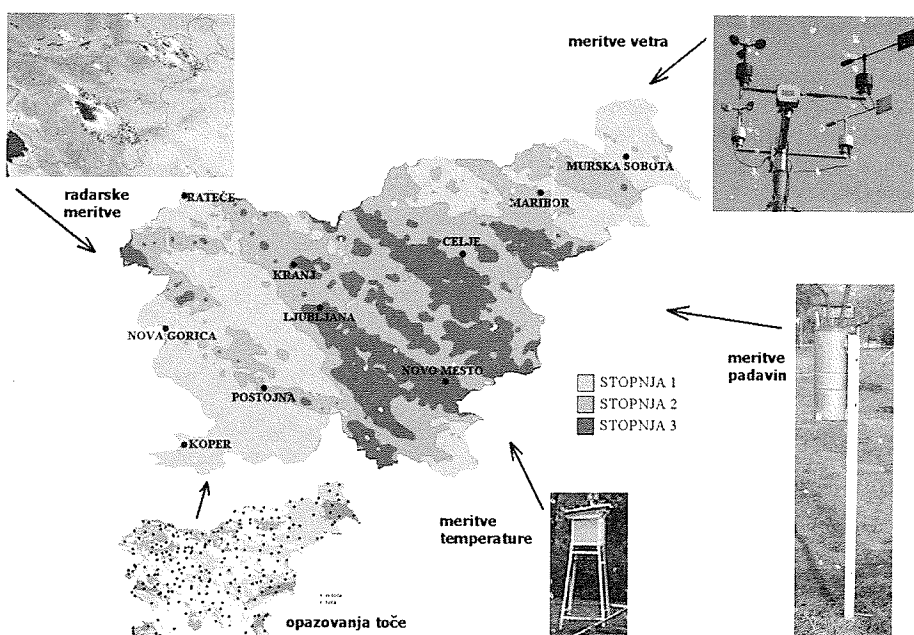 meritve vetra
radarske
meritve
RATEČE
MURSKA SOBOTA
MARIBOR
CELJE
KRANJ
LJUBLJANA
NOVA GORICA
NOVO MESTO
POSTOJNA
KOPER
STOPNJA 1
STOPNJA 2
STOPNJA 3
meritve
padavin
meritve
temperature
opazovanja toče